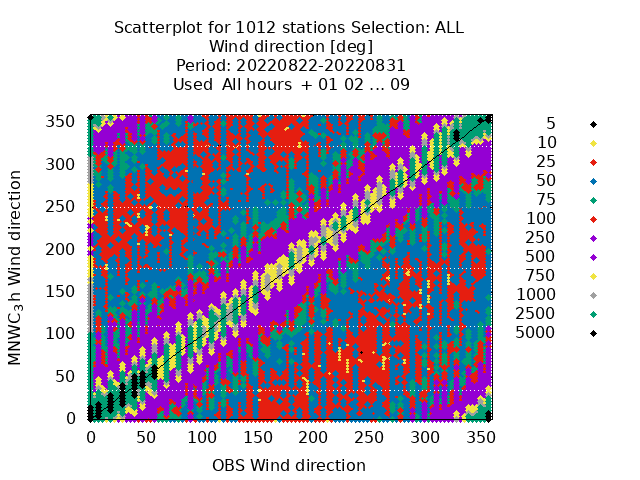 Scatterplot for 1012 stations Selection: ALL
Wind direction [deg]
Period: 20220822-20220831
Used  All hours  + 01 02 ... 09
MNWC_3h Wind direction
350
300
250
200
150
100
50
0
0 50 100 150 200 250 300 350
OBS Wind direction
5
10
25
50
75
100
250
500
750
1000
2500
5000